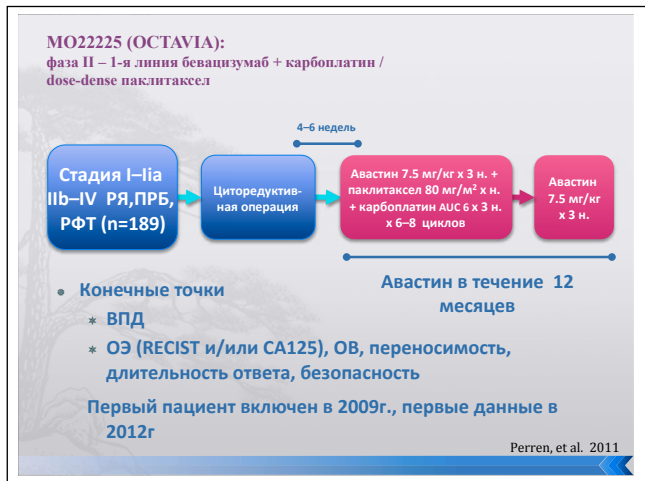 MO22225 (OCTAVIA):
фаза II – 1-я линия бевацизумаб + карбоплатин /
dose-dense паклитаксел
4–6 недель
Стадия I–IIa
IIb–IV РЯ,ПРБ,
РФТ (n=189)
Циторедуктив-
ная операция
Авастин 7.5 мг/кг x 3 н. +
паклитаксел 80 мг/м² x н.
+ карбоплатин AUC 6 x 3 н.
x 6–8 циклов
Авастин
7.5 мг/кг
x 3 н.
Авастин в течение 12
месяцев
• Конечные точки
* ВПД
* ОЭ (RECIST и/или CA125), ОВ, переносимость,
длительность ответа, безопасность
Первый пациент включен в 2009г., первые данные в
2012г
Perren, et al. 2011